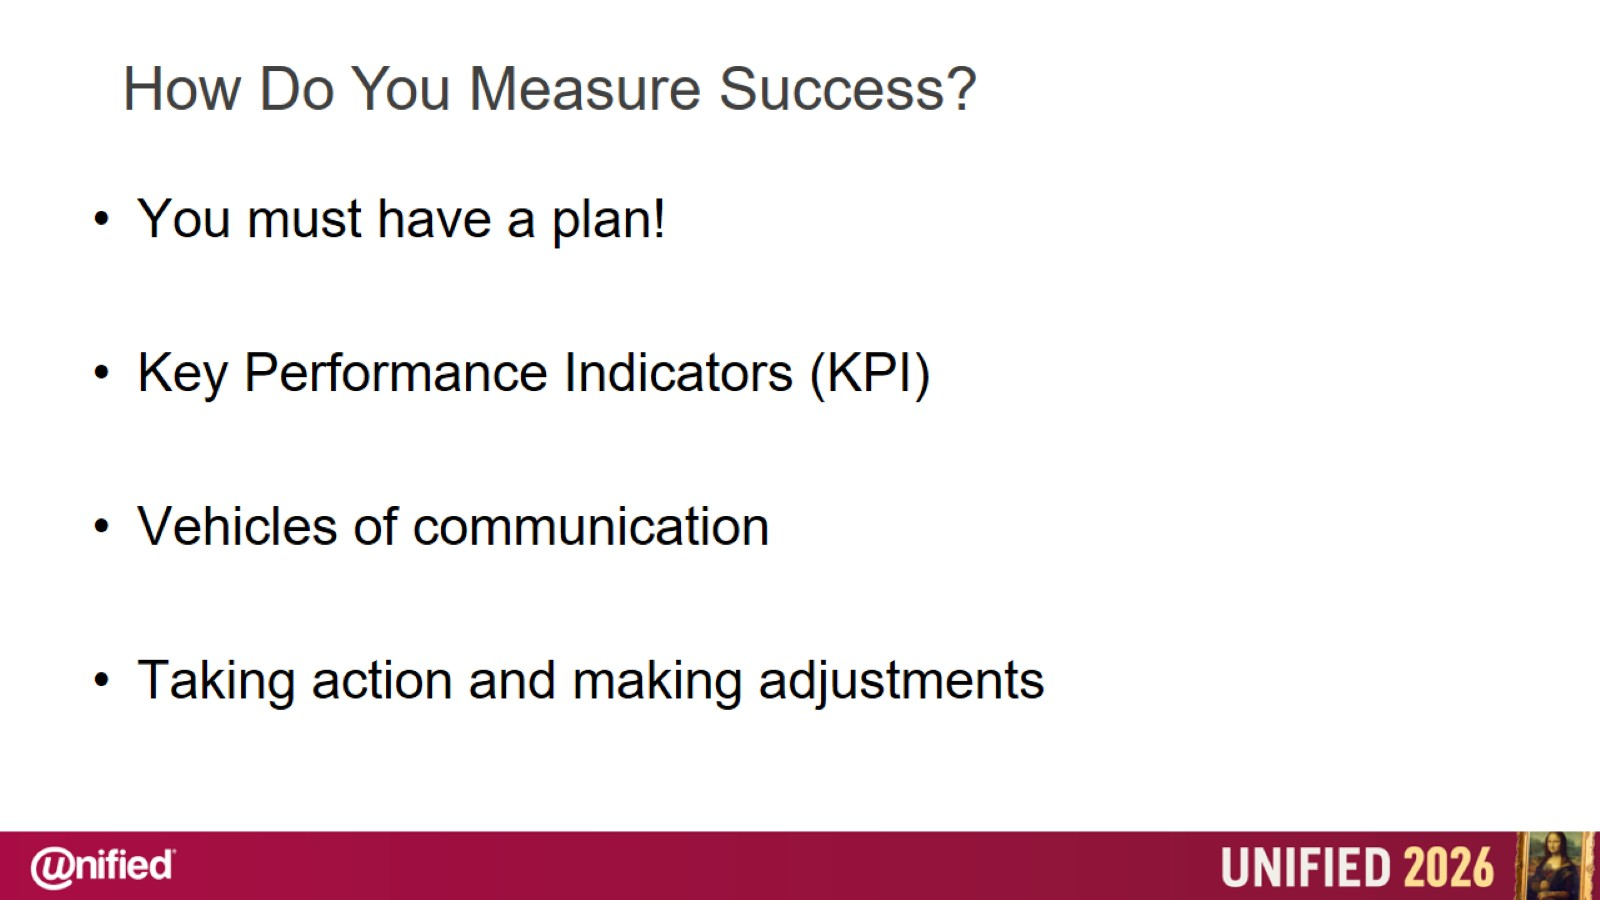 How Do You Measure Success?
• You must have a plan!
• Key Performance Indicators (KPI)
• Vehicles of communication
• Taking action and making adjustments
@unified®
UNIFIED 2026